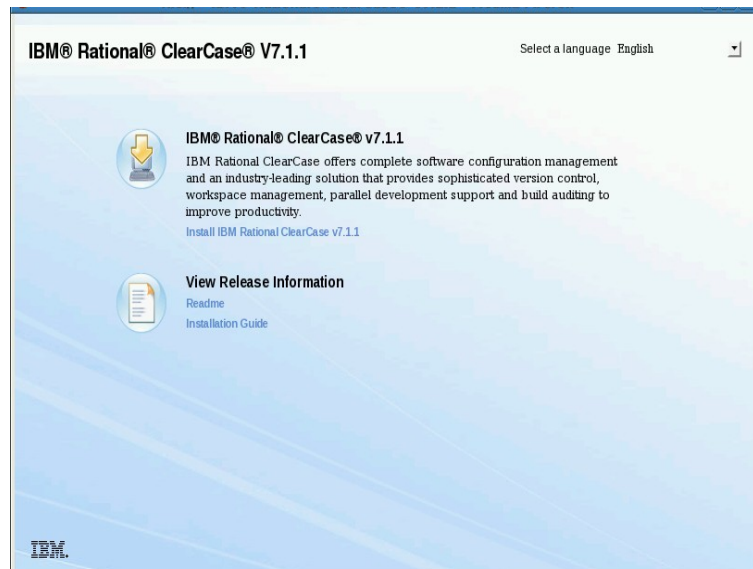 IBM® Rational® ClearCase® V7.1.1
Select a language English
IBM® Rational® ClearCase® v7.1.1
IBM Rational ClearCase offers complete software configuration management
and an industry-leading solution that provides sophisticated version control,
workspace management, parallel development support and build auditing to
improve productivity.
Install IBM Rational ClearCase v7.1.1
View Release Information
Readme
Installation Guide
IBM.